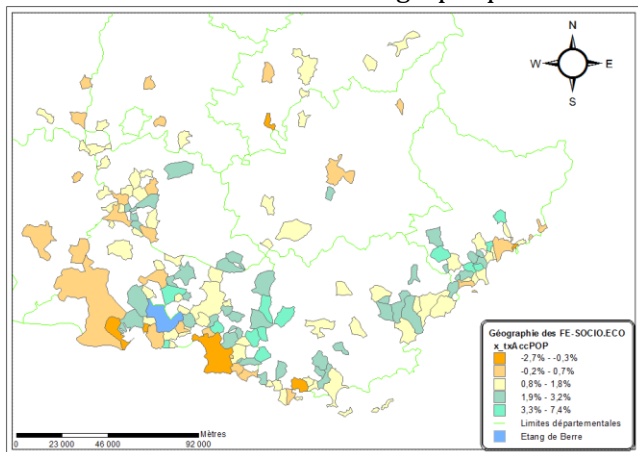 N
W E
S
Géographie des FE-SOCIO.ECO
x_txAccPOP
-2,7% - -0,3%
-0,2% - 0,7%
0,8% - 1,8%
1,9% - 3,2%
3,3% - 7,4%
Limites départementales
Etang de Berre
Mètres
0 23 000 46 000 92 000